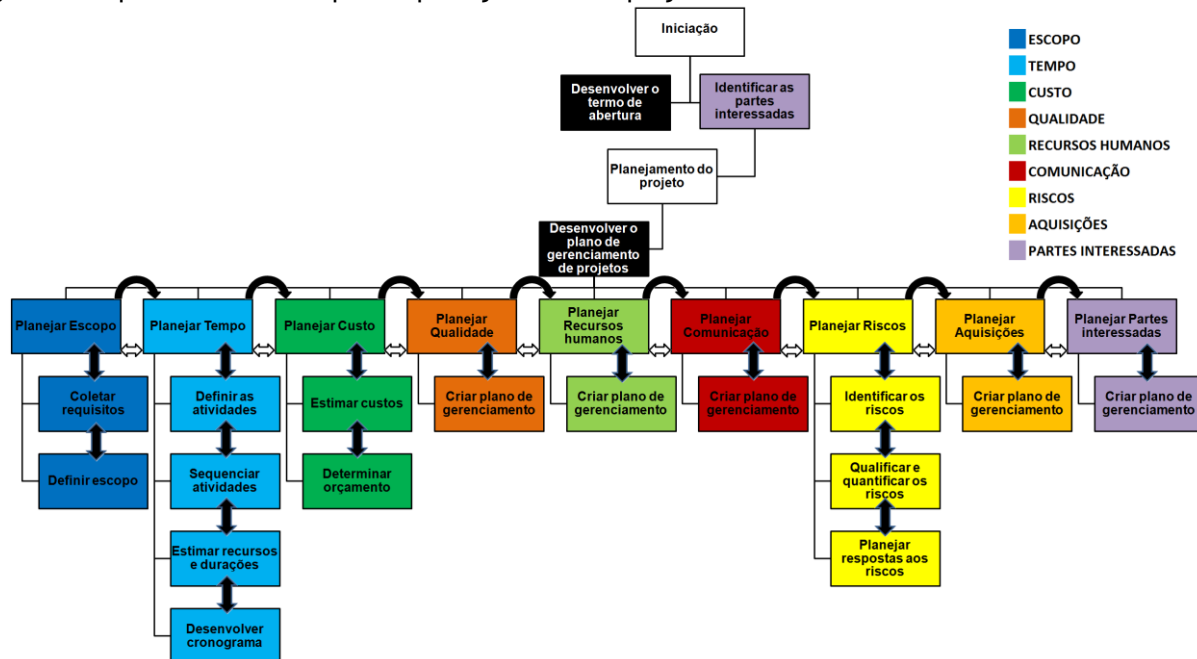 Iniciação
ESCOPO
TEMPO
CUSTO
QUALIDADE
RECURSOS HUMANOS
COMUNICAÇÃO
RISCOS
AQUISIÇÕES
PARTES INTERESSADAS
Desenvolver o
termo de
abertura
Identificar as
partes
interessadas
Planejamento do
projeto
Desenvolver o
plano de
gerenciamento
de projetos
Planejar Escopo
Planejar Tempo
Planejar Custo
Planejar
Qualidade
Planejar
Recursos
humanos
Planejar
Comunicação
Planejar Riscos
Planejar
Aquisições
Planejar Partes
interessadas
Coletar
requisitos
Definir as
atividades
Estimar custos
Criar plano de
gerenciamento
Criar plano de
gerenciamento
Criar plano de
gerenciamento
Identificar os
riscos
Criar plano de
gerenciamento
Criar plano de
gerenciamento
Definir escopo
Sequenciar
atividades
Determinar
orçamento
Qualificar e
quantificar os
riscos
Estimar recursos
e durações
Planejar
respostas aos
riscos
Desenvolver
cronograma